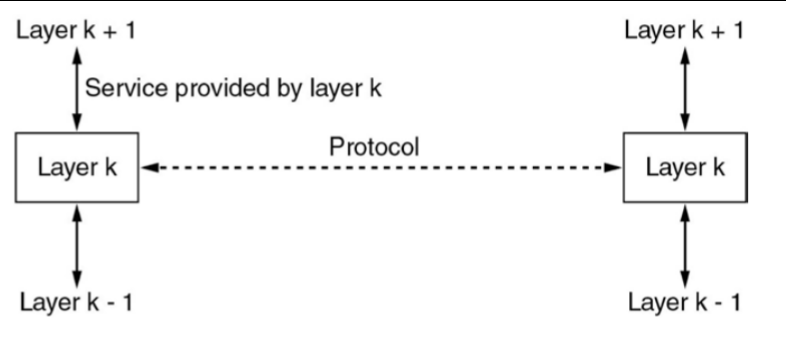 Layer k + 1
Layer k + 1
Service provided by layer k
Protocol
Layer k
Layer k
Layer k - 1
Layer k - 1